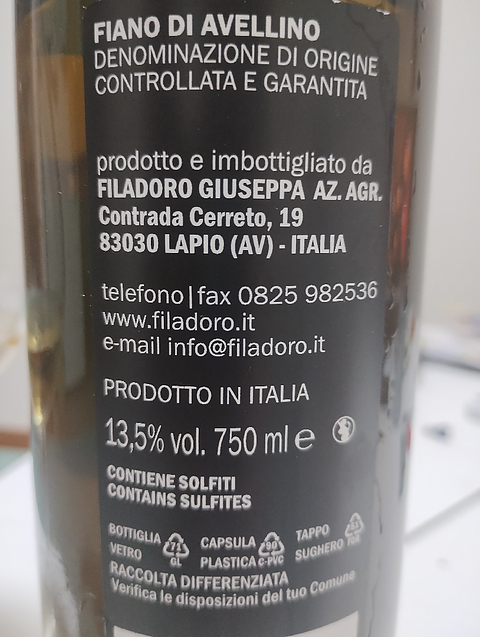 FIANO DI AVELLINO
DENOMINAZIONE DI ORIGINE
CONTROLLATA E GARANTITA
prodotto e imbottigliato da
FILADORO GIUSEPPA AZ. AGR.
Contrada Cerreto, 19
83030 LAPIO (AV) - ITALIA
telefono|fax 0825 982536
www.filadoro.it
e-mail info@filadoro.it
PRODOTTO IN ITALIA
13,5% vol. 750 ml e
CONTIENE SOLFITI
CONTAINS SULFITES
BOTTIGLIA 71 CAPSULA 90 TAPPO 51
VETRO GL PLASTICA C-PVC SUGHERO FOR
RACCOLTA DIFFERENZIATA
Verifica le disposizioni del tuo Comune